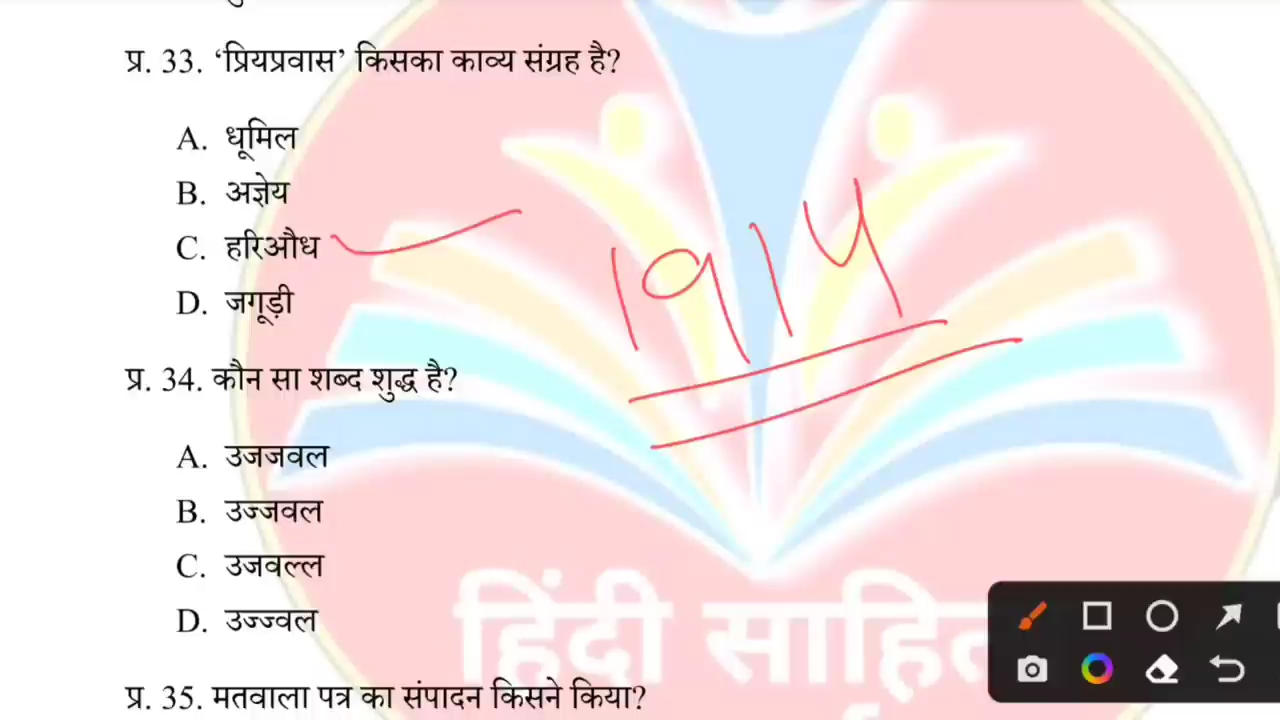 प्र. 33. ‘प्रियप्रवास’ किसका काव्य संग्रह है?
A. धूमिल
B. अज्ञेय
C. हरिऔध
D. जगूड़ी
1914
प्र. 34. कौन सा शब्द शुद्ध है?
A. उजजवल
B. उज्जवल
C. उजवल्ल
D. उज्ज्वल
हिंदी साहित
प्र. 35. मतवाला पत्र का संपादन किसने किया?